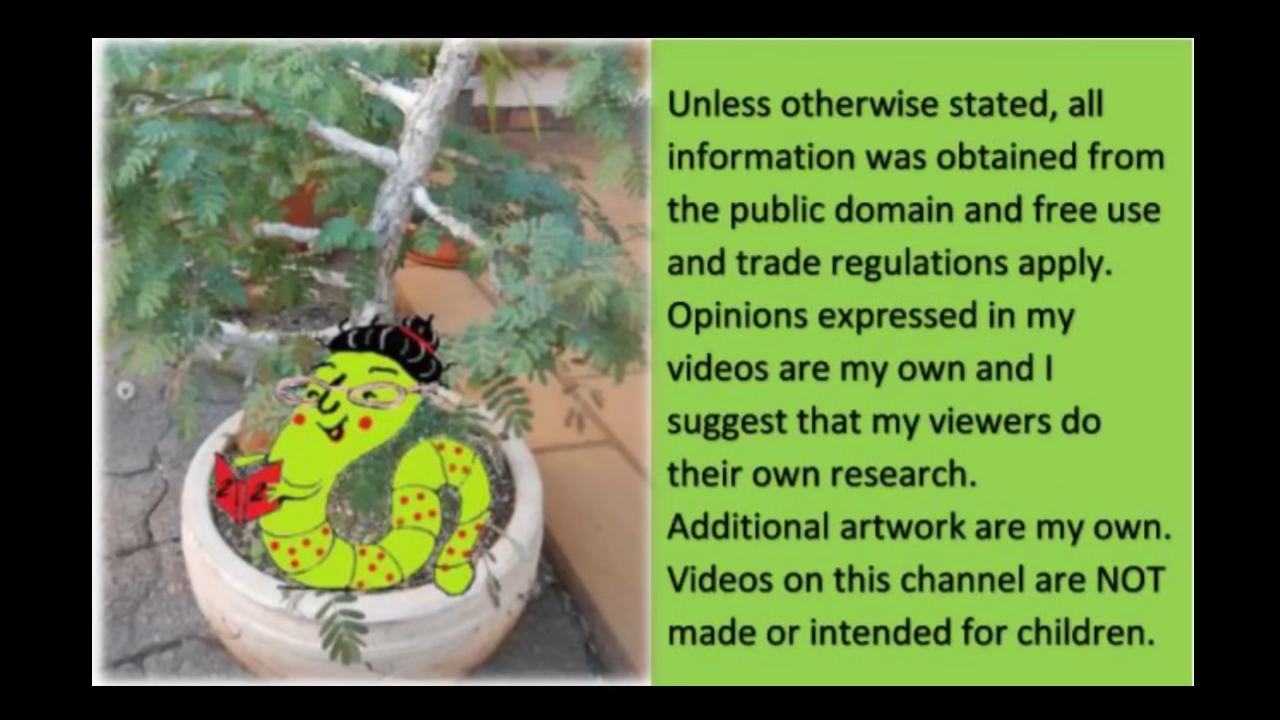 Unless otherwise stated, all
information was obtained from
the public domain and free use
and trade regulations apply.
Opinions expressed in my
videos are my own and I
suggest that my viewers do
their own research.
Additional artwork are my own.
Videos on this channel are NOT
made or intended for children.